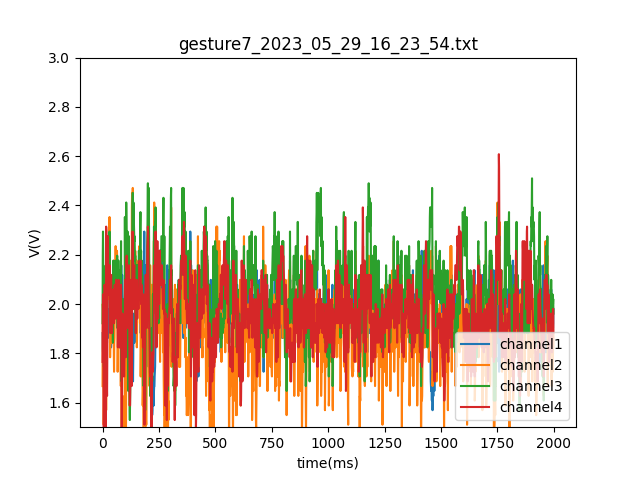 gesture7_2023_05_29_16_23_54.txt
V(V)
3.0
2.8
2.6
2.4
2.2
2.0
1.8
1.6
channel1
channel2
channel3
channel4
0 250 500 750 1000 1250 1500 1750 2000
time(ms)